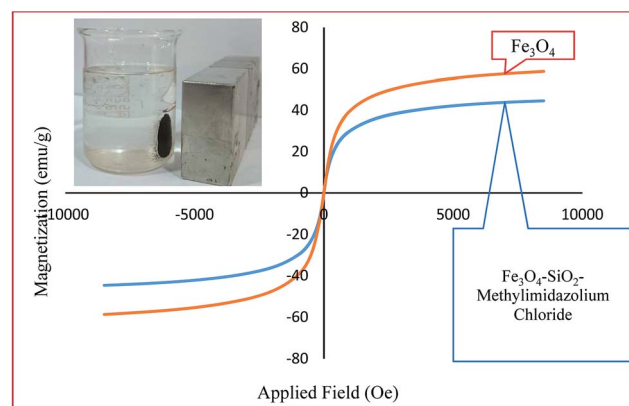 80
60
40
20
0
-20
-40
-60
-80
-10000
-5000
0
5000
10000
Magnetization (emu/g)
Applied Field (Oe)
Fe₃O₄
Fe₃O₄-SiO₂-
Methylimidazolium
Chloride